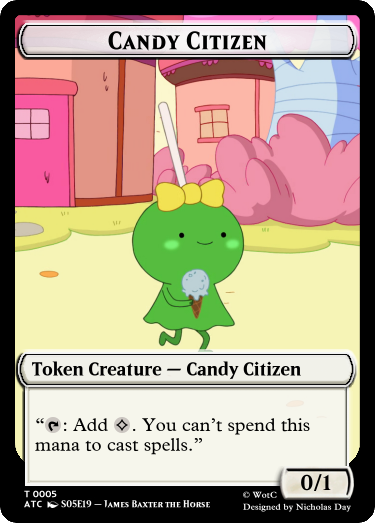 Candy Citizen
Token Creature — Candy Citizen
“: Add . You can’t spend this
mana to cast spells.”
0/1
T 0005
ATC S05E19 — James Baxter the Horse
© WotC
Designed by Nicholas Day